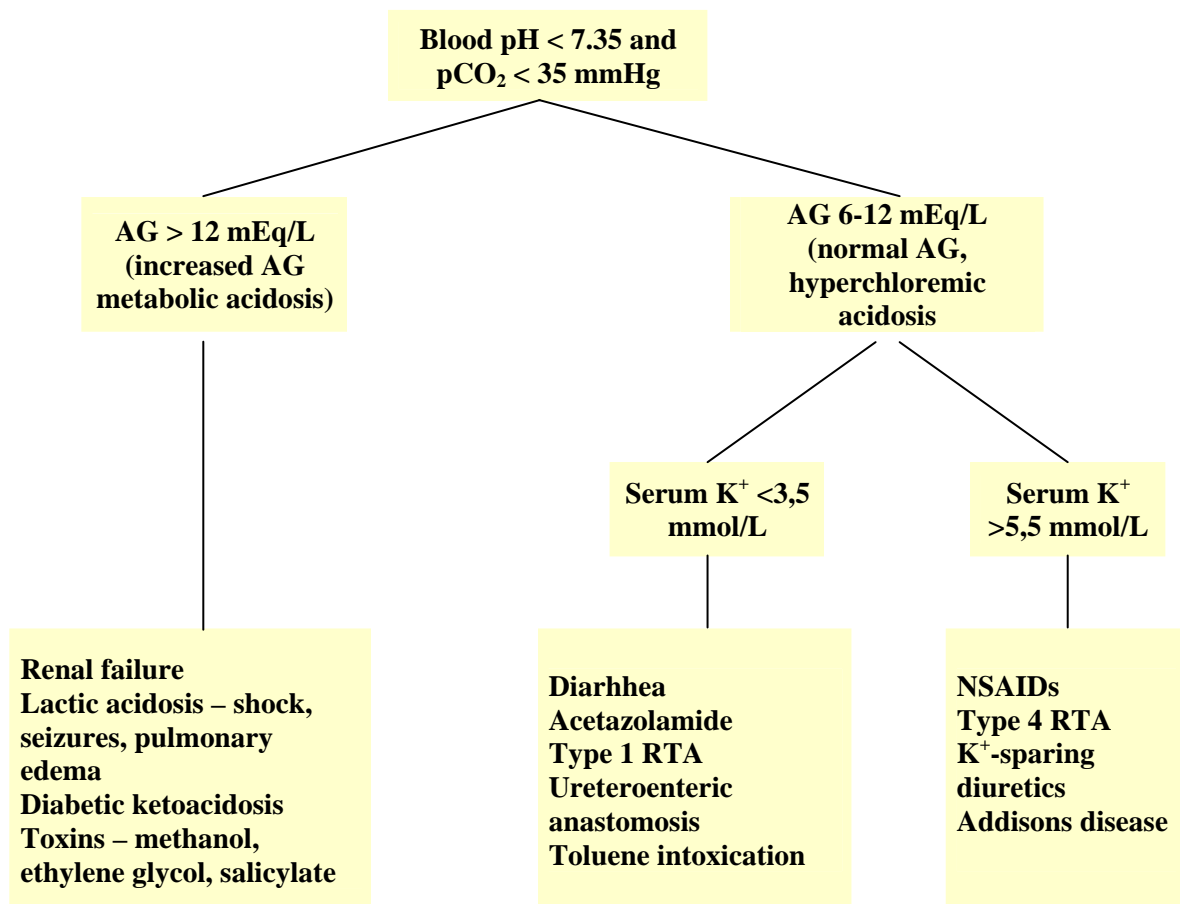 Blood pH < 7.35 and
pCO₂ < 35 mmHg
AG > 12 mEq/L
(increased AG
metabolic acidosis)
AG 6-12 mEq/L
(normal AG,
hyperchloremic
acidosis
Serum K⁺ <3,5
mmol/L
Serum K⁺
>5,5 mmol/L
Renal failure
Lactic acidosis – shock,
seizures, pulmonary
edema
Diabetic ketoacidosis
Toxins – methanol,
ethylene glycol, salicylate
Diarhhea
Acetazolamide
Type 1 RTA
Ureteroenteric
anastomosis
Toluene intoxication
NSAIDs
Type 4 RTA
K⁺-sparing
diuretics
Addisons disease